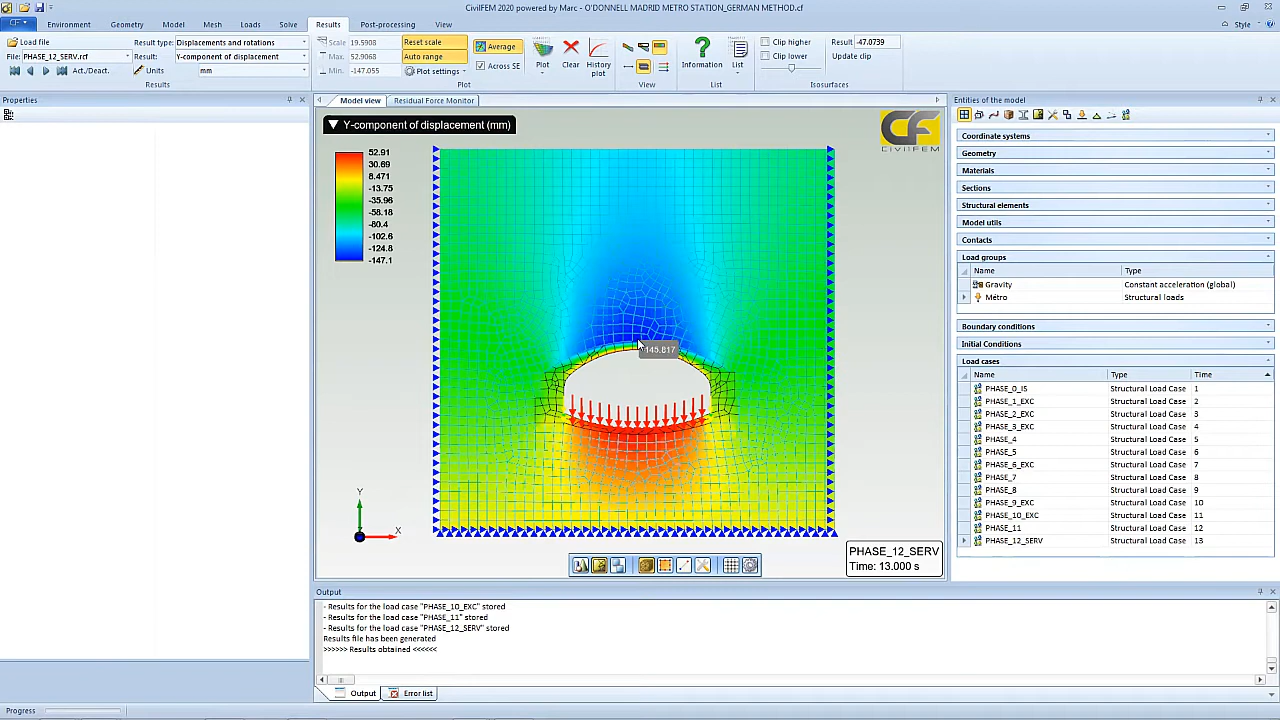 CivilFEM 2020 powered by Marc - O'DONNELL MADRID METRO STATION_GERMAN METHOD.cf
CF Environment Geometry Model Mesh Loads Solve Results Post-processing View Style
Load file Result type: Displacements and rotations Scale 19.5908 Reset scale Average Clip higher Result -47.0739
File: PHASE_12_SERV.rcf Result: Y-component of displacement Max. 52.9068 Auto range Across SE Plot Clear History plot Information List Clip lower Update clip
Act./Deact. Units mm Min. -147.055 Plot settings
Results Plot View List Isosurfaces
Properties
Model view Residual Force Monitor
Y-component of displacement (mm)
CF
CIVILFEM
52.91
30.69
8.471
-13.75
-35.96
-58.18
-80.4
-102.6
-124.8
-147.1
-145.817
Y
X
PHASE_12_SERV
Time: 13.000 s
Entities of the model
Coordinate systems
Geometry
Materials
Sections
Structural elements
Model utils
Contacts
Load groups
Name Type
Gravity Constant acceleration (global)
Métro Structural loads
Boundary conditions
Initial Conditions
Load cases
Name Type Time
PHASE_0_IS Structural Load Case 1
PHASE_1_EXC Structural Load Case 2
PHASE_2_EXC Structural Load Case 3
PHASE_3_EXC Structural Load Case 4
PHASE_4 Structural Load Case 5
PHASE_5 Structural Load Case 6
PHASE_6_EXC Structural Load Case 7
PHASE_7 Structural Load Case 8
PHASE_8 Structural Load Case 9
PHASE_9_EXC Structural Load Case 10
PHASE_10_EXC Structural Load Case 11
PHASE_11 Structural Load Case 12
PHASE_12_SERV Structural Load Case 13
Output
- Results for the load case "PHASE_10_EXC" stored
- Results for the load case "PHASE_11" stored
- Results for the load case "PHASE_12_SERV" stored
Results file has been generated
>>>>>> Results obtained <<<<<<
Output Error list
Progress